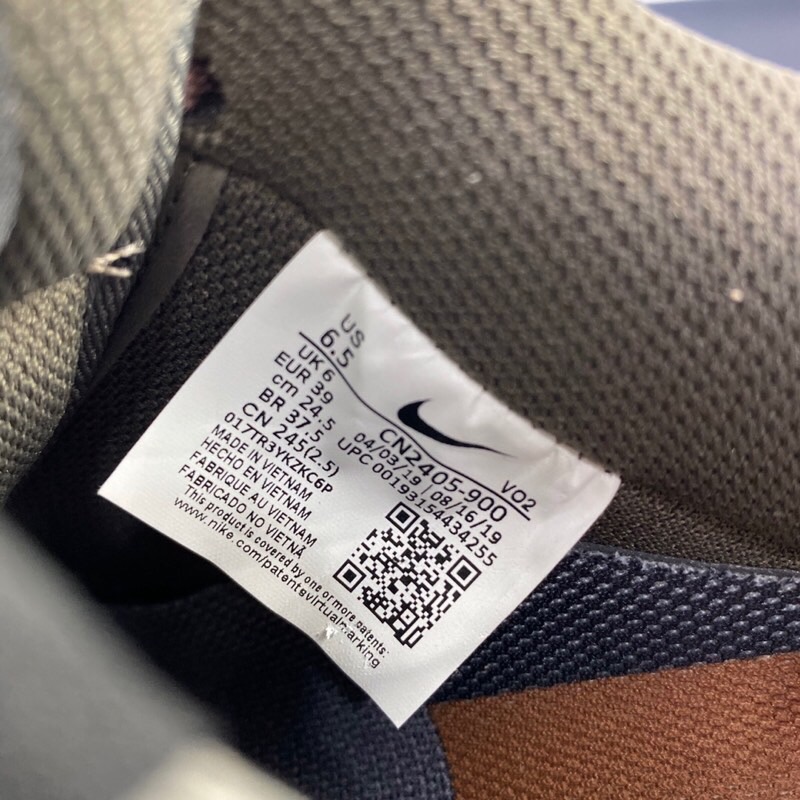 US
6.5
UK 6
EUR 39
cm 24.5
BR 37.5
CN 245(2.5)
017TR3YKZKC6P
MADE IN VIETNAM
HECHO EN VIETNAM
FABRIQUE AU VIETNAM
FABRICADO NO VIETNÃ
This product is covered by one or more patents:
www.nike.com/patentsvirtualmarking
CN2405-900 VO2
04/03/19 | 08/16/19
UPC 00193154434255